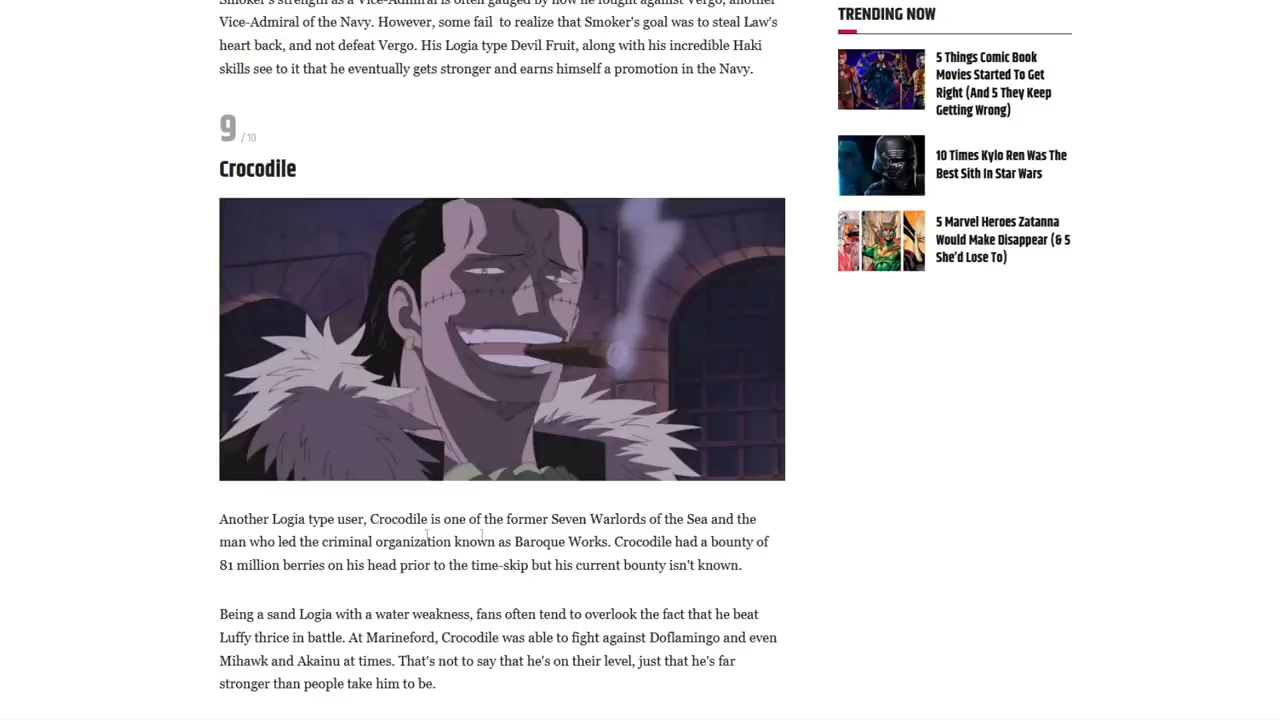 Smoker's strength as a Vice-Admiral is often gauged by how he fought against Vergo, another
Vice-Admiral of the Navy. However, some fail to realize that Smoker's goal was to steal Law's
heart back, and not defeat Vergo. His Logia type Devil Fruit, along with his incredible Haki
skills see to it that he eventually gets stronger and earns himself a promotion in the Navy.
9 / 10
Crocodile
Another Logia type user, Crocodile is one of the former Seven Warlords of the Sea and the
man who led the criminal organization known as Baroque Works. Crocodile had a bounty of
81 million berries on his head prior to the time-skip but his current bounty isn't known.
Being a sand Logia with a water weakness, fans often tend to overlook the fact that he beat
Luffy thrice in battle. At Marineford, Crocodile was able to fight against Doflamingo and even
Mihawk and Akainu at times. That's not to say that he's on their level, just that he's far
stronger than people take him to be.
TRENDING NOW
5 Things Comic Book
Movies Started To Get
Right (And 5 They Keep
Getting Wrong)
10 Times Kylo Ren Was The
Best Sith In Star Wars
5 Marvel Heroes Zatanna
Would Make Disappear (& 5
She'd Lose To)